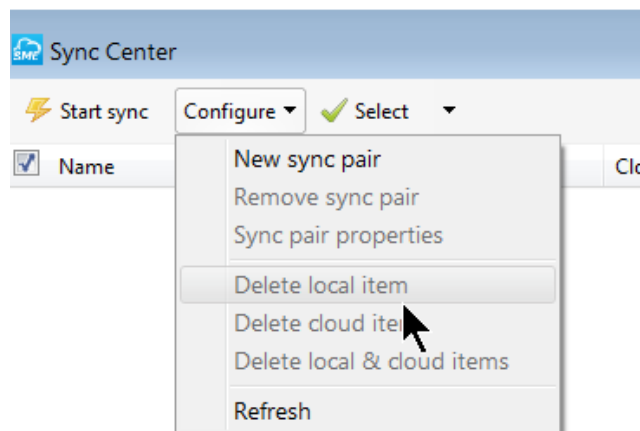 SME Sync Center
Start sync Configure Select
Name Clo
New sync pair
Remove sync pair
Sync pair properties
Delete local item
Delete cloud ite
Delete local & cloud items
Refresh